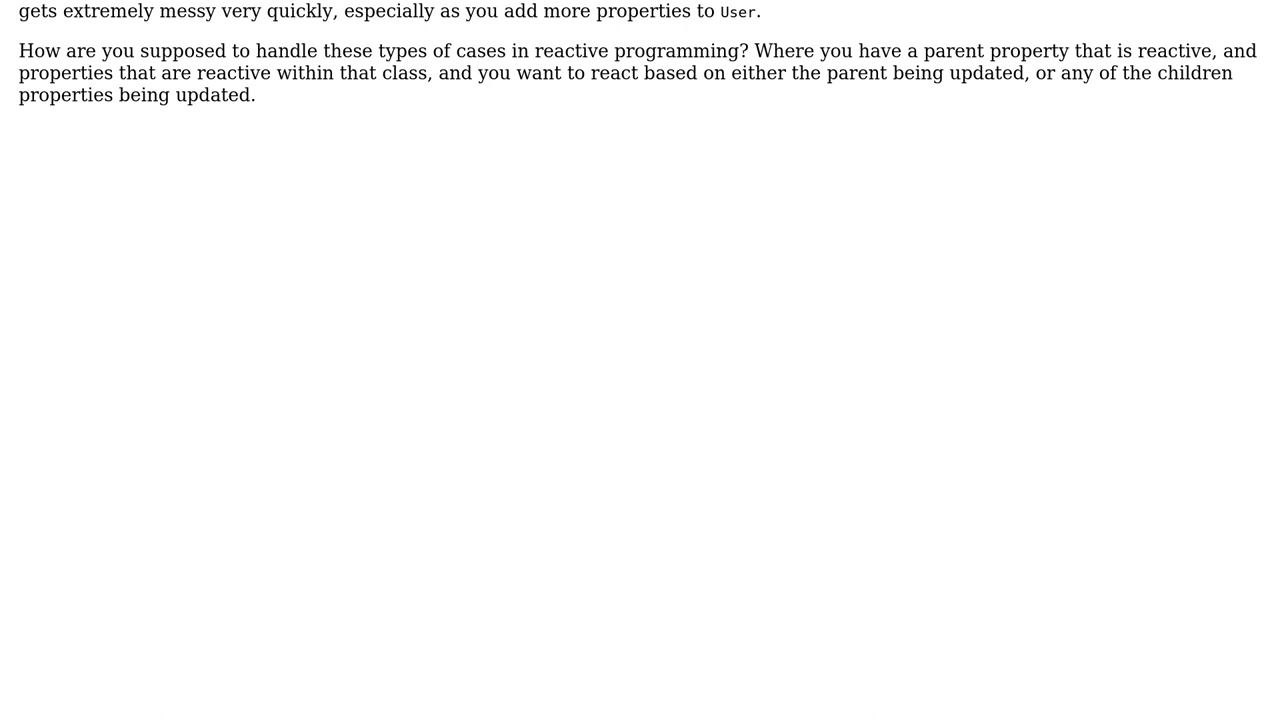 gets extremely messy very quickly, especially as you add more properties to User.
How are you supposed to handle these types of cases in reactive programming? Where you have a parent property that is reactive, and
properties that are reactive within that class, and you want to react based on either the parent being updated, or any of the children
properties being updated.